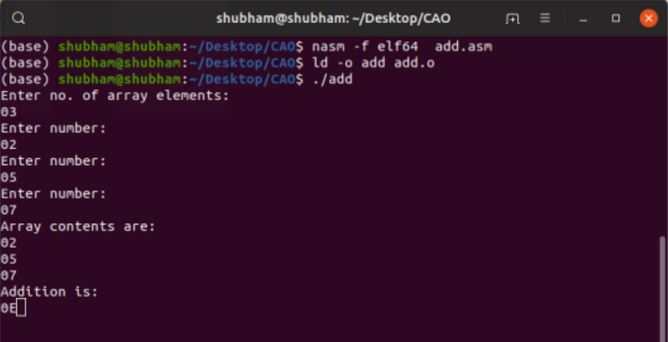 shubham@shubham: ~/Desktop/CAO
(base) shubham@shubham:~/Desktop/CAO$ nasm -f elf64  add.asm
(base) shubham@shubham:~/Desktop/CAO$ ld -o add add.o
(base) shubham@shubham:~/Desktop/CAO$ ./add
Enter no. of array elements:
03
Enter number:
02
Enter number:
05
Enter number:
07
Array contents are:
02
05
07
Addition is:
0E